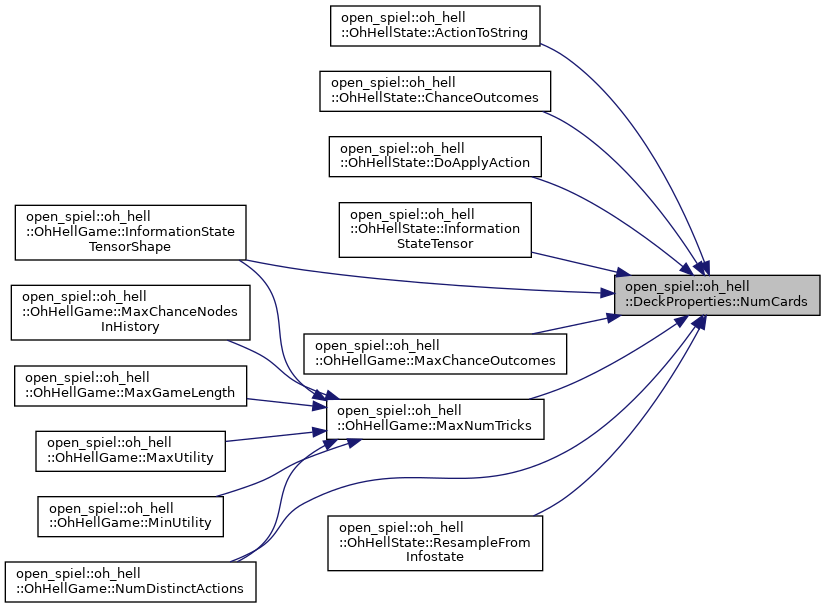 open_spiel::oh_hell
::OhHellState::ActionToString
open_spiel::oh_hell
::OhHellState::ChanceOutcomes
open_spiel::oh_hell
::OhHellState::DoApplyAction
open_spiel::oh_hell
::OhHellState::Information
StateTensor
open_spiel::oh_hell
::OhHellGame::InformationState
TensorShape
open_spiel::oh_hell
::DeckProperties::NumCards
open_spiel::oh_hell
::OhHellGame::MaxChanceNodes
InHistory
open_spiel::oh_hell
::OhHellGame::MaxChanceOutcomes
open_spiel::oh_hell
::OhHellGame::MaxGameLength
open_spiel::oh_hell
::OhHellGame::MaxNumTricks
open_spiel::oh_hell
::OhHellGame::MaxUtility
open_spiel::oh_hell
::OhHellGame::MinUtility
open_spiel::oh_hell
::OhHellState::ResampleFrom
Infostate
open_spiel::oh_hell
::OhHellGame::NumDistinctActions